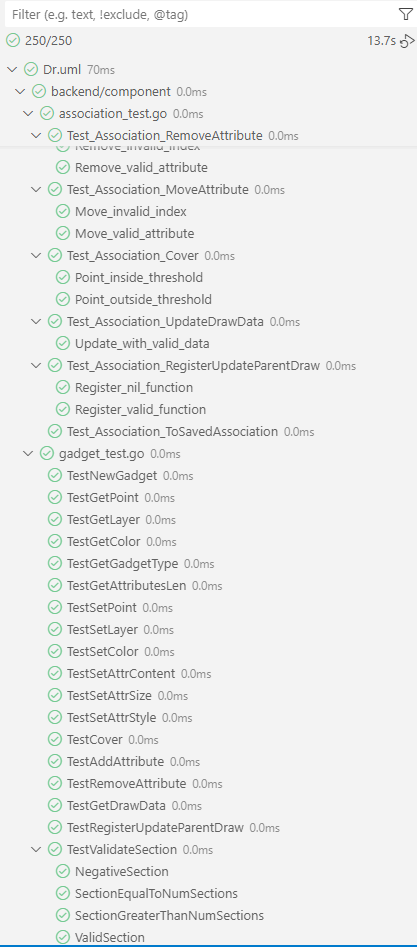 Filter (e.g. text, !exclude, @tag)
250/250 13.7s
Dr.uml 70ms
backend/component 0.0ms
association_test.go 0.0ms
Test_Association_RemoveAttribute 0.0ms
Remove_invalid_index
Remove_valid_attribute
Test_Association_MoveAttribute 0.0ms
Move_invalid_index
Move_valid_attribute
Test_Association_Cover 0.0ms
Point_inside_threshold
Point_outside_threshold
Test_Association_UpdateDrawData 0.0ms
Update_with_valid_data
Test_Association_RegisterUpdateParentDraw 0.0ms
Register_nil_function
Register_valid_function
Test_Association_ToSavedAssociation 0.0ms
gadget_test.go 0.0ms
TestNewGadget 0.0ms
TestGetPoint 0.0ms
TestGetLayer 0.0ms
TestGetColor 0.0ms
TestGetGadgetType 0.0ms
TestGetAttributesLen 0.0ms
TestSetPoint 0.0ms
TestSetLayer 0.0ms
TestSetColor 0.0ms
TestSetAttrContent 0.0ms
TestSetAttrSize 0.0ms
TestSetAttrStyle 0.0ms
TestCover 0.0ms
TestAddAttribute 0.0ms
TestRemoveAttribute 0.0ms
TestGetDrawData 0.0ms
TestRegisterUpdateParentDraw 0.0ms
TestValidateSection 0.0ms
NegativeSection
SectionEqualToNumSections
SectionGreaterThanNumSections
ValidSection